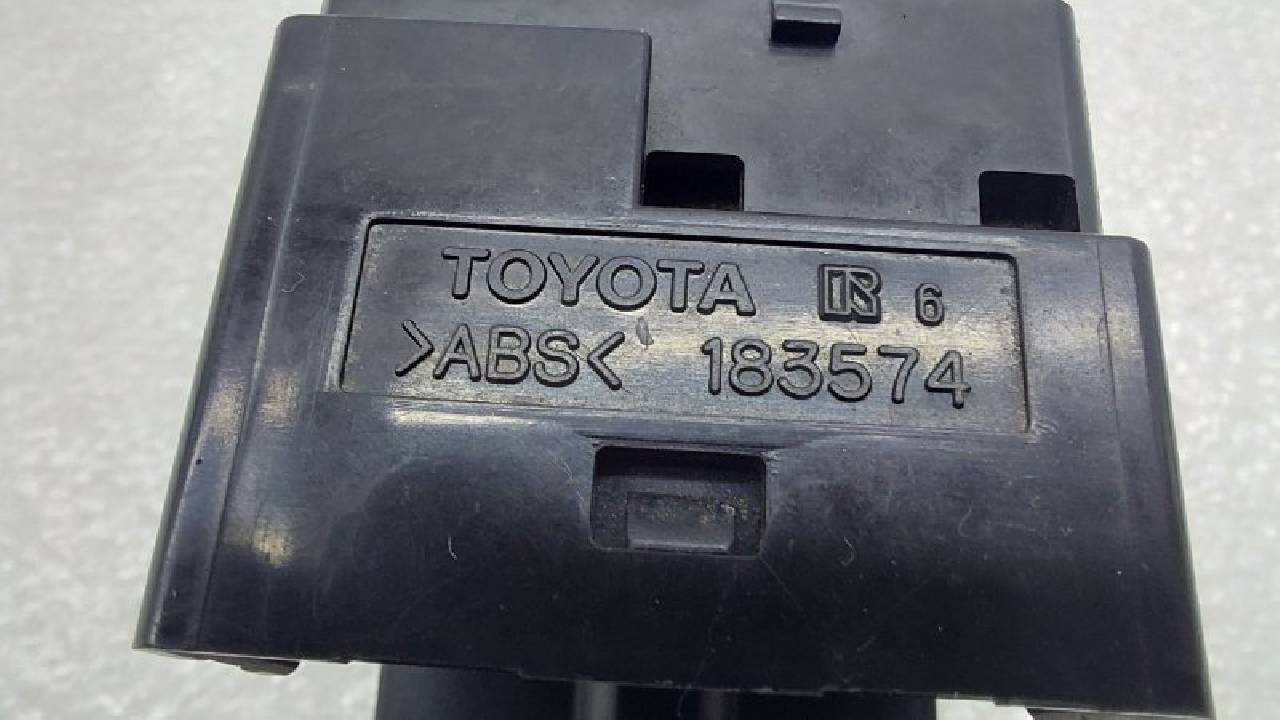 TOYOTA R 6
>ABS< 183574